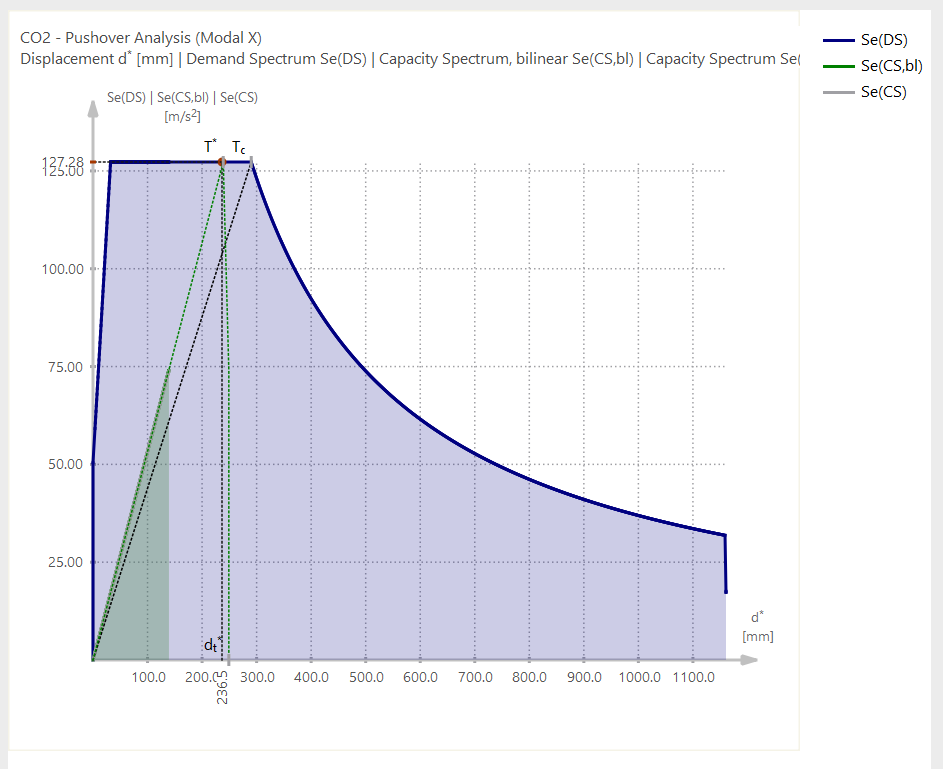 CO2 - Pushover Analysis (Modal X)
Displacement d* [mm] | Demand Spectrum Se(DS) | Capacity Spectrum, bilinear Se(CS,bl) | Capacity Spectrum Se(
Se(DS)
Se(CS,bl)
Se(CS)
Se(DS) | Se(CS,bl) | Se(CS)
[m/s²]
T* Tc
127.28
125.00
100.00
75.00
50.00
25.00
dt*
d*
[mm]
100.0 200.0 300.0 400.0 500.0 600.0 700.0 800.0 900.0 1000.0 1100.0
236.5